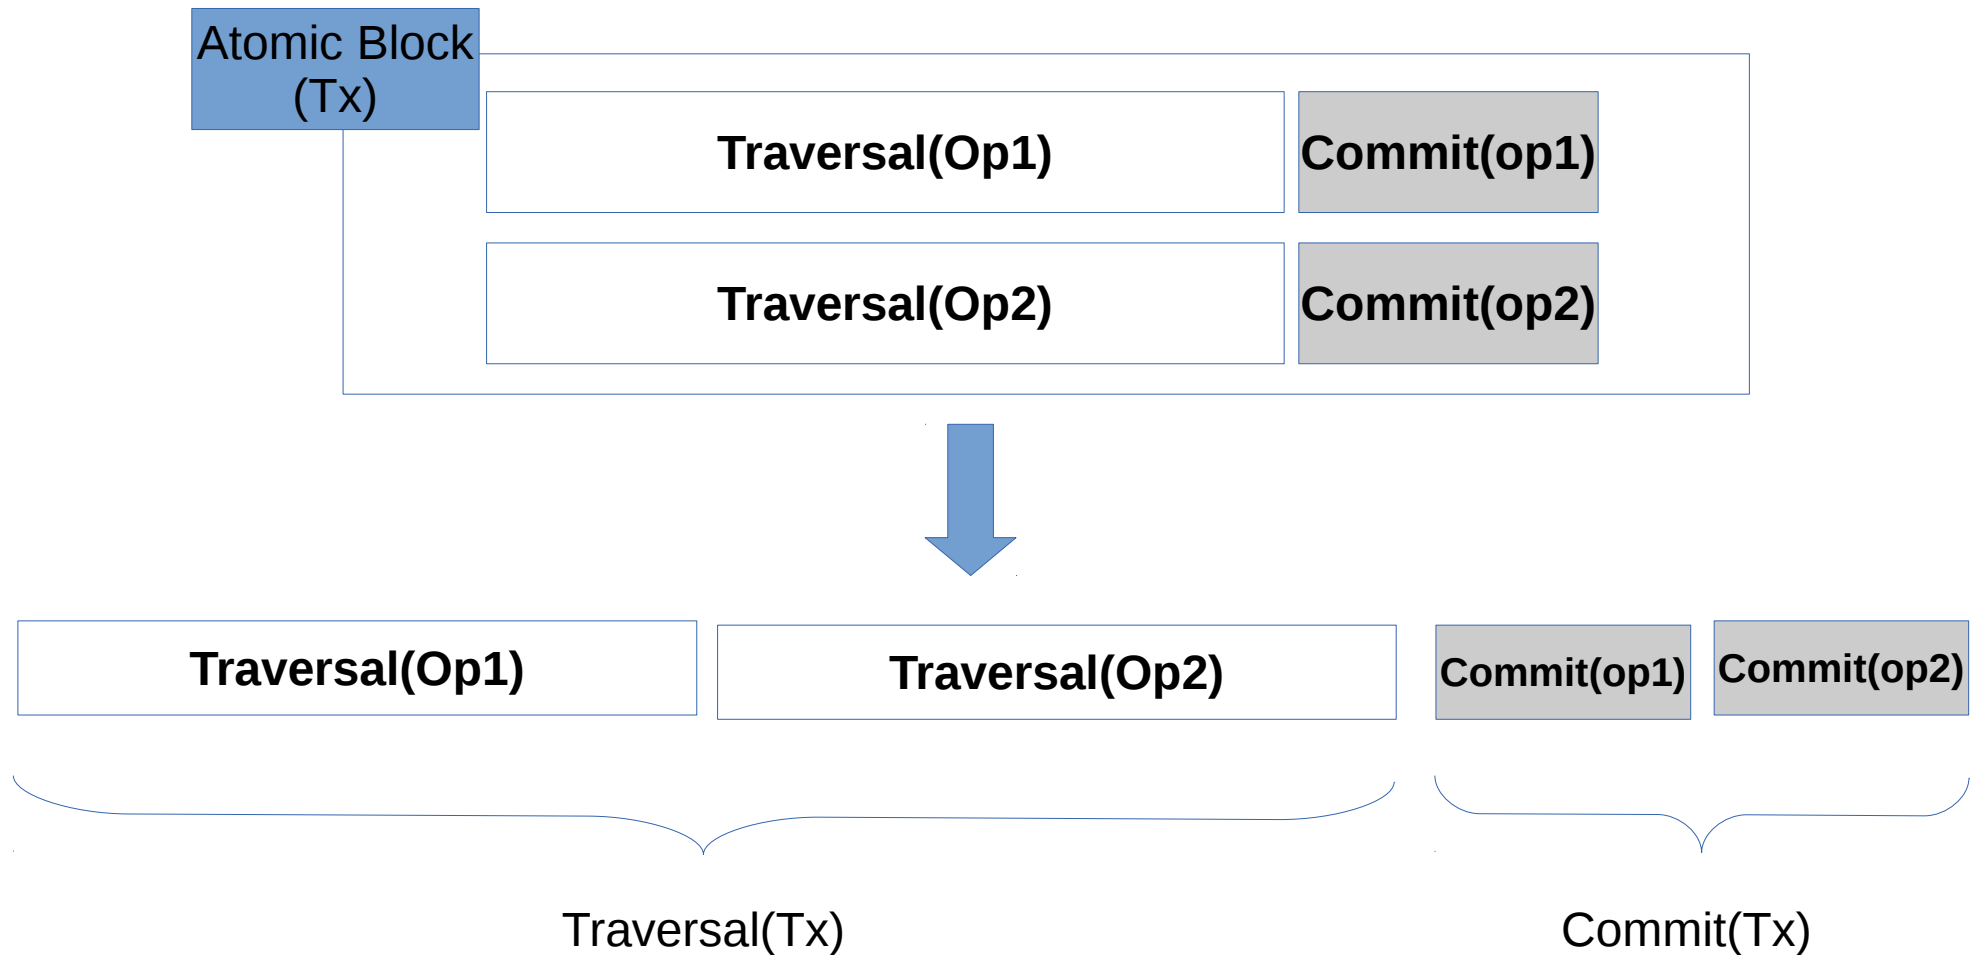 Atomic Block
(Tx)
Traversal(Op1)
Commit(op1)
Traversal(Op2)
Commit(op2)
Traversal(Op1)
Traversal(Op2)
Commit(op1)
Commit(op2)
Traversal(Tx)
Commit(Tx)